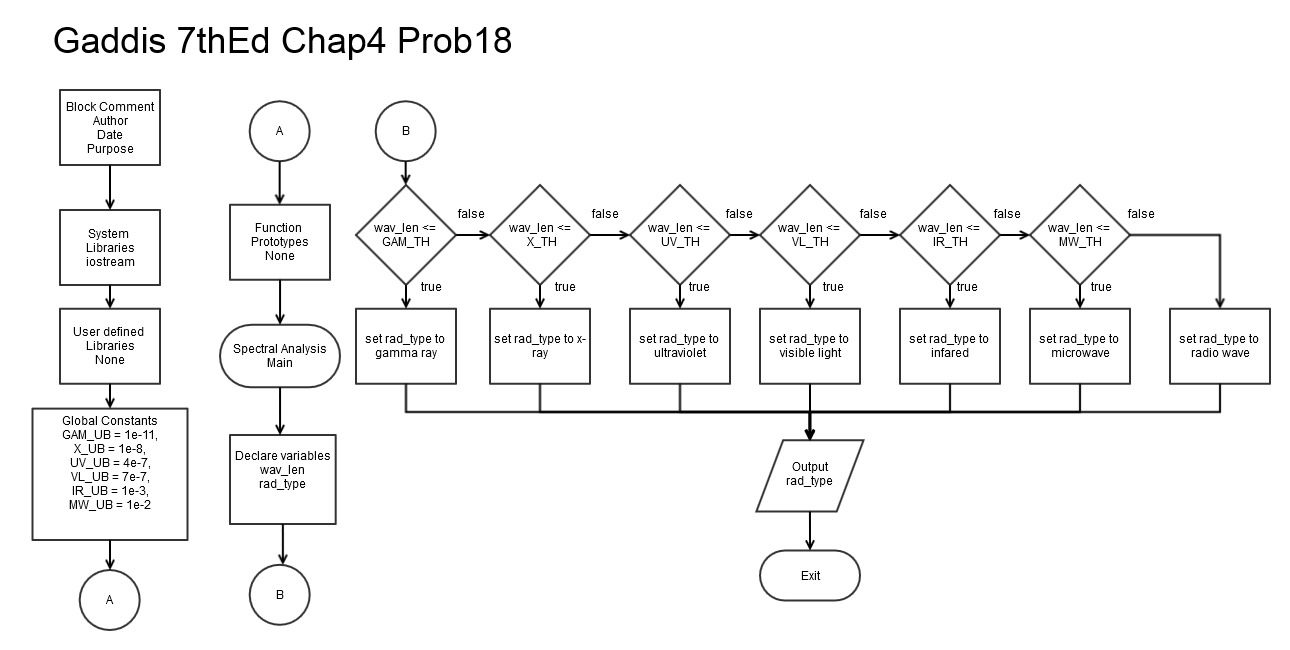 Gaddis 7thEd Chap4 Prob18
Block Comment
Author
Date
Purpose
System
Libraries
iostream
User defined
Libraries
None
Global Constants
GAM_UB = 1e-11,
X_UB = 1e-8,
UV_UB = 4e-7,
VL_UB = 7e-7,
IR_UB = 1e-3,
MW_UB = 1e-2
A
A
Function
Prototypes
None
Spectral Analysis
Main
Declare variables
wav_len
rad_type
B
B
wav_len <=
GAM_TH
false
true
set rad_type to
gamma ray
wav_len <=
X_TH
false
true
set rad_type to x-
ray
wav_len <=
UV_TH
false
true
set rad_type to
ultraviolet
wav_len <=
VL_TH
false
true
set rad_type to
visible light
wav_len <=
IR_TH
false
true
set rad_type to
infared
wav_len <=
MW_TH
false
true
set rad_type to
microwave
set rad_type to
radio wave
Output
rad_type
Exit